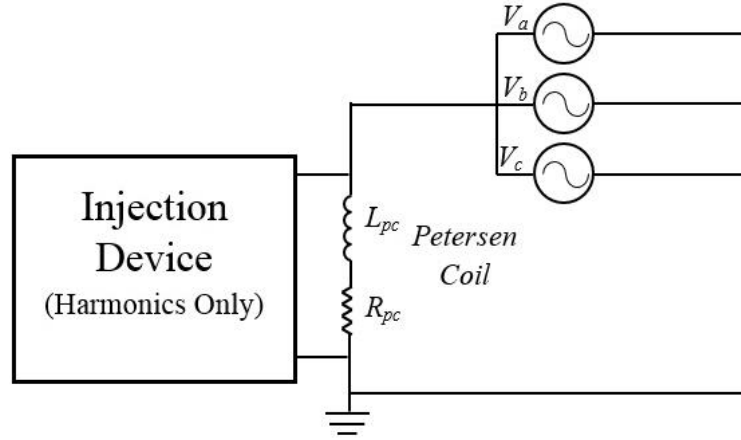 V_a
V_b
V_c
Injection
Device
(Harmonics Only)
L_pc
Petersen
Coil
R_pc